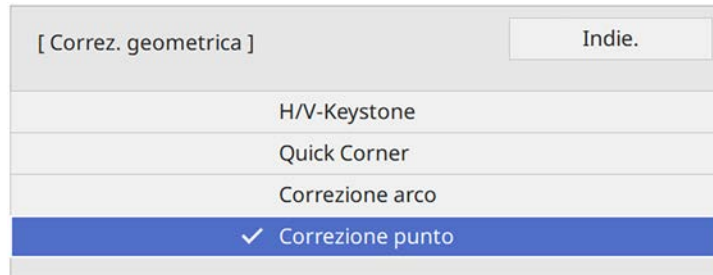 [ Correz. geometrica ]
Indie.
H/V-Keystone
Quick Corner
Correzione arco
Correzione punto